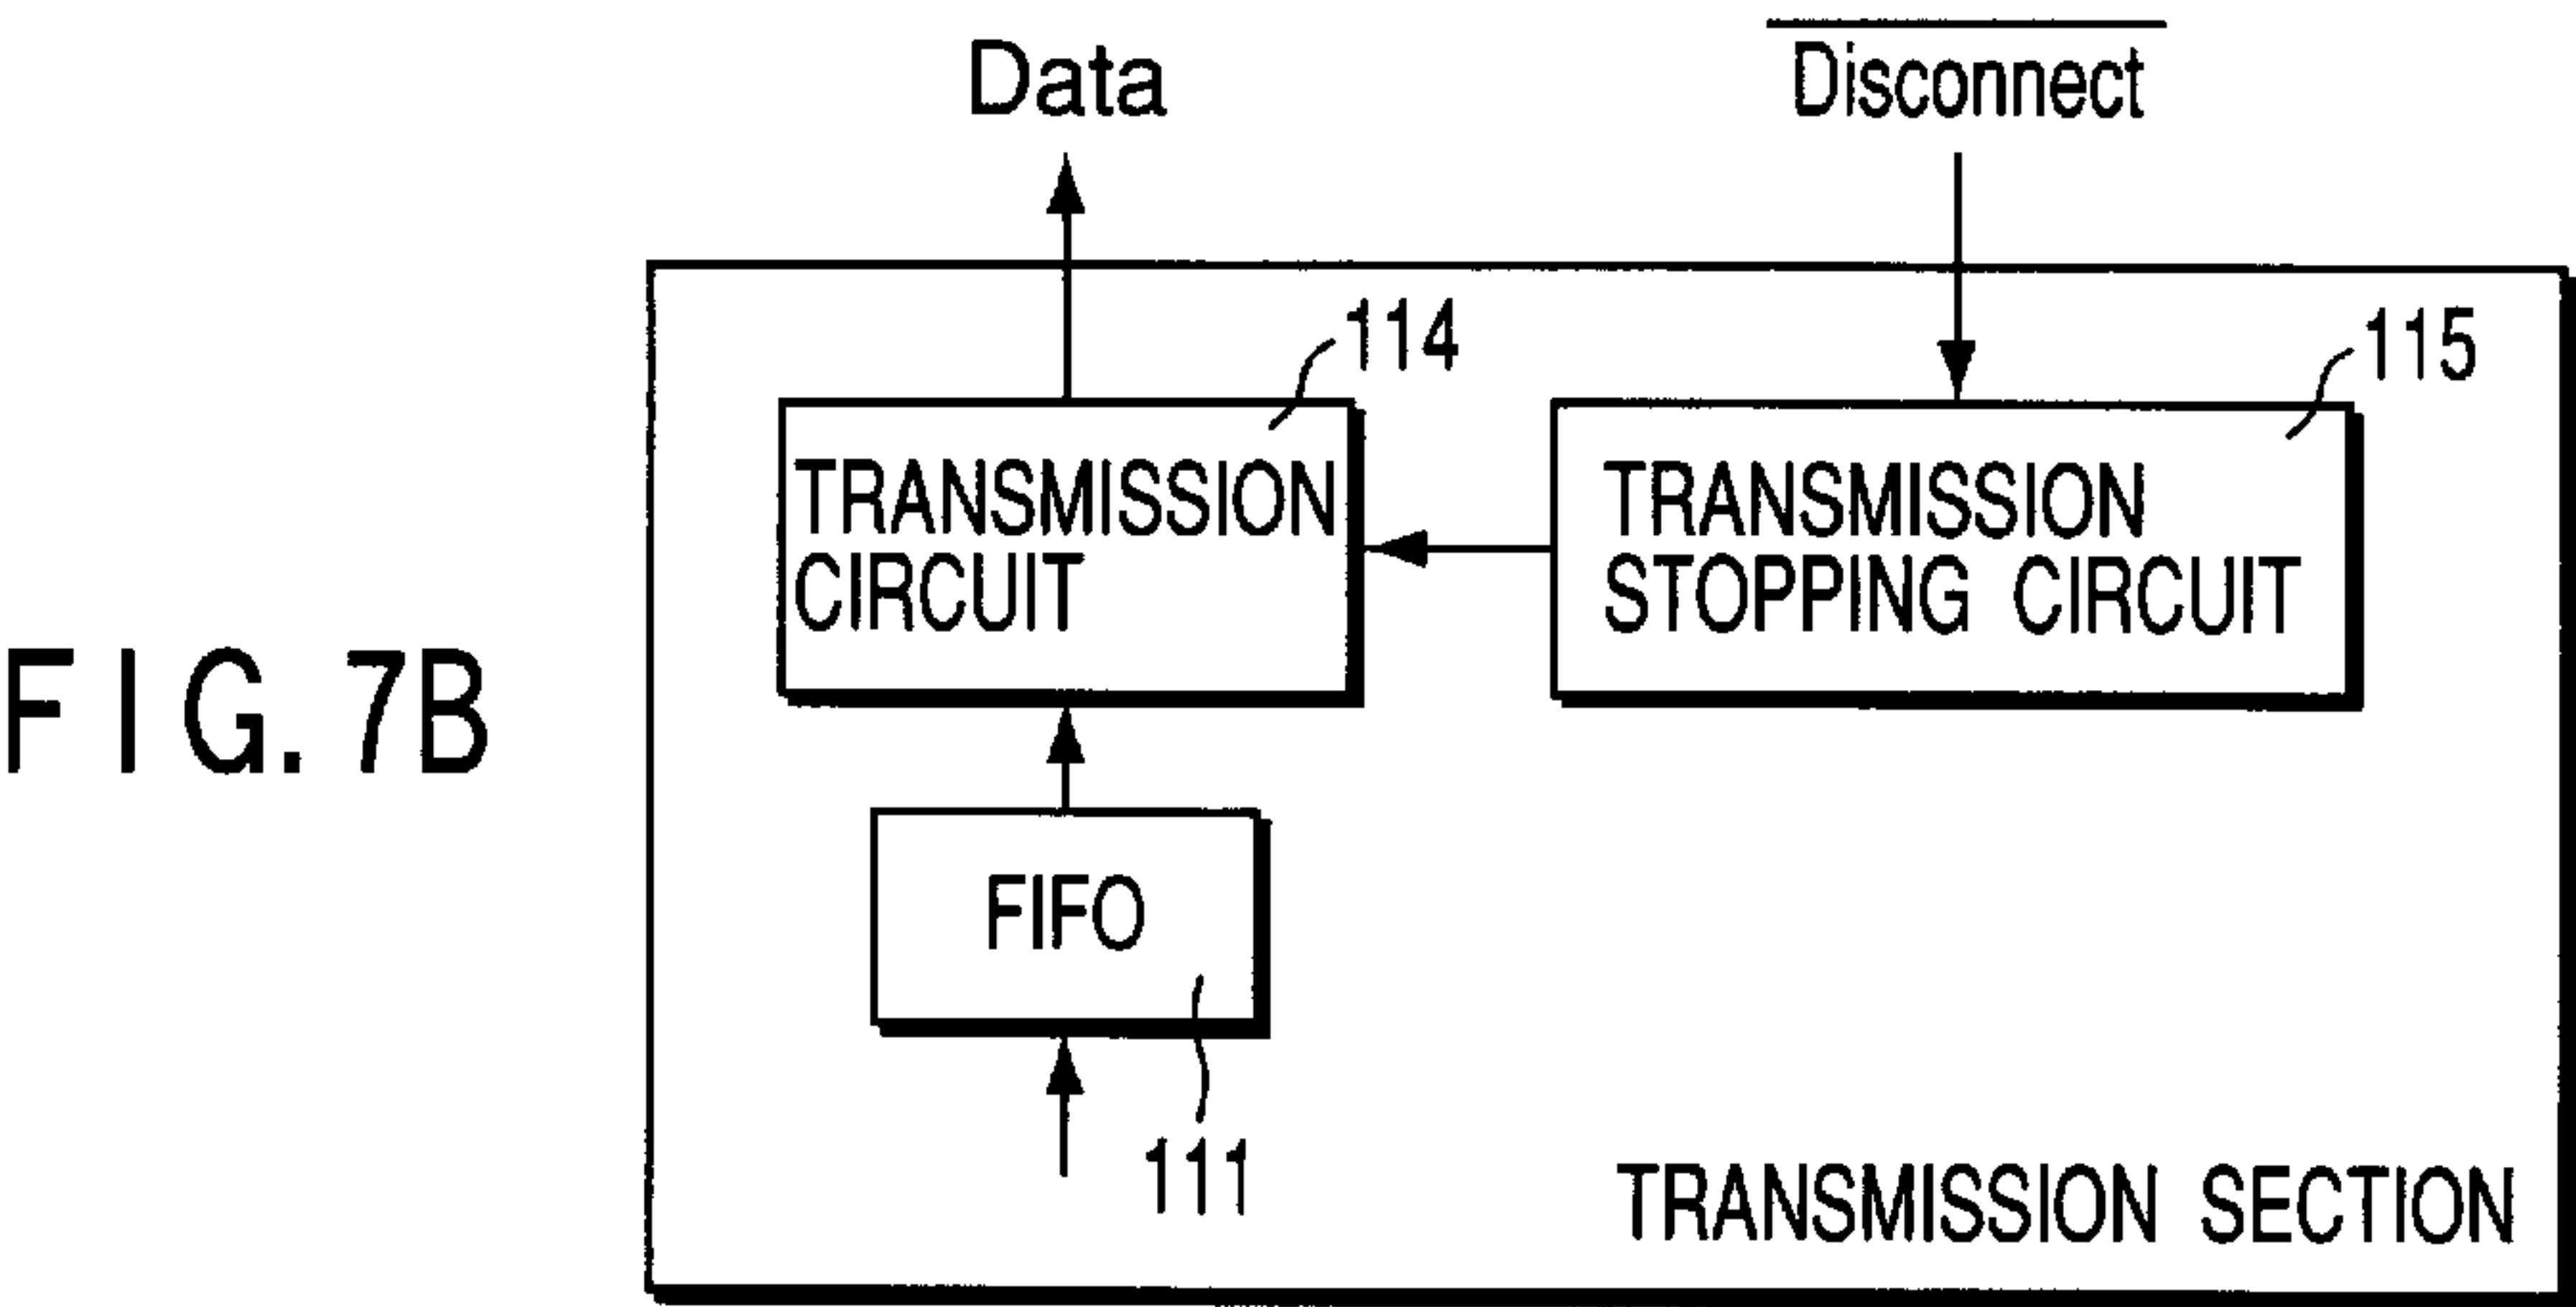 Data
Disconnect
114
115
TRANSMISSION
CIRCUIT
TRANSMISSION
STOPPING CIRCUIT
FIG. 7B
FIFO
111
TRANSMISSION SECTION